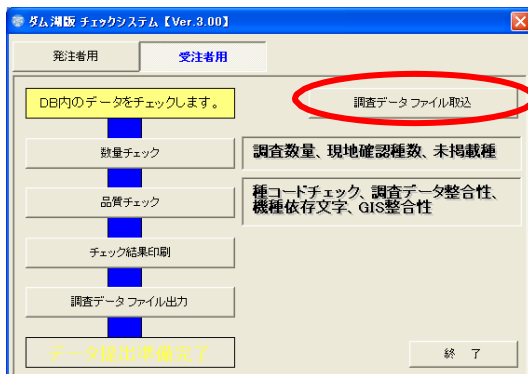 ダム湖版 チェックシステム【Ver.3.00】
発注者用
受注者用
DB内のデータをチェックします。
調査データファイル取込
数量チェック
調査数量、現地確認種数、未掲載種
品質チェック
種コードチェック、調査データ整合性、
機種依存文字、GIS整合性
チェック結果印刷
調査データファイル出力
データ提出準備完了
終 了